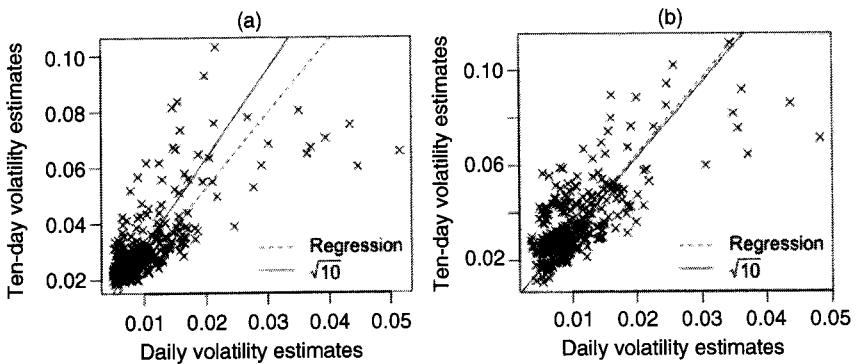 (a)
Ten-day volatility estimates
0.10
0.08
0.06
0.04
0.02
Regression
√10
0.01 0.02 0.03 0.04 0.05
Daily volatility estimates
(b)
Ten-day volatility estimates
0.10
0.06
0.02
Regression
√10
0.01 0.02 0.03 0.04 0.05
Daily volatility estimates